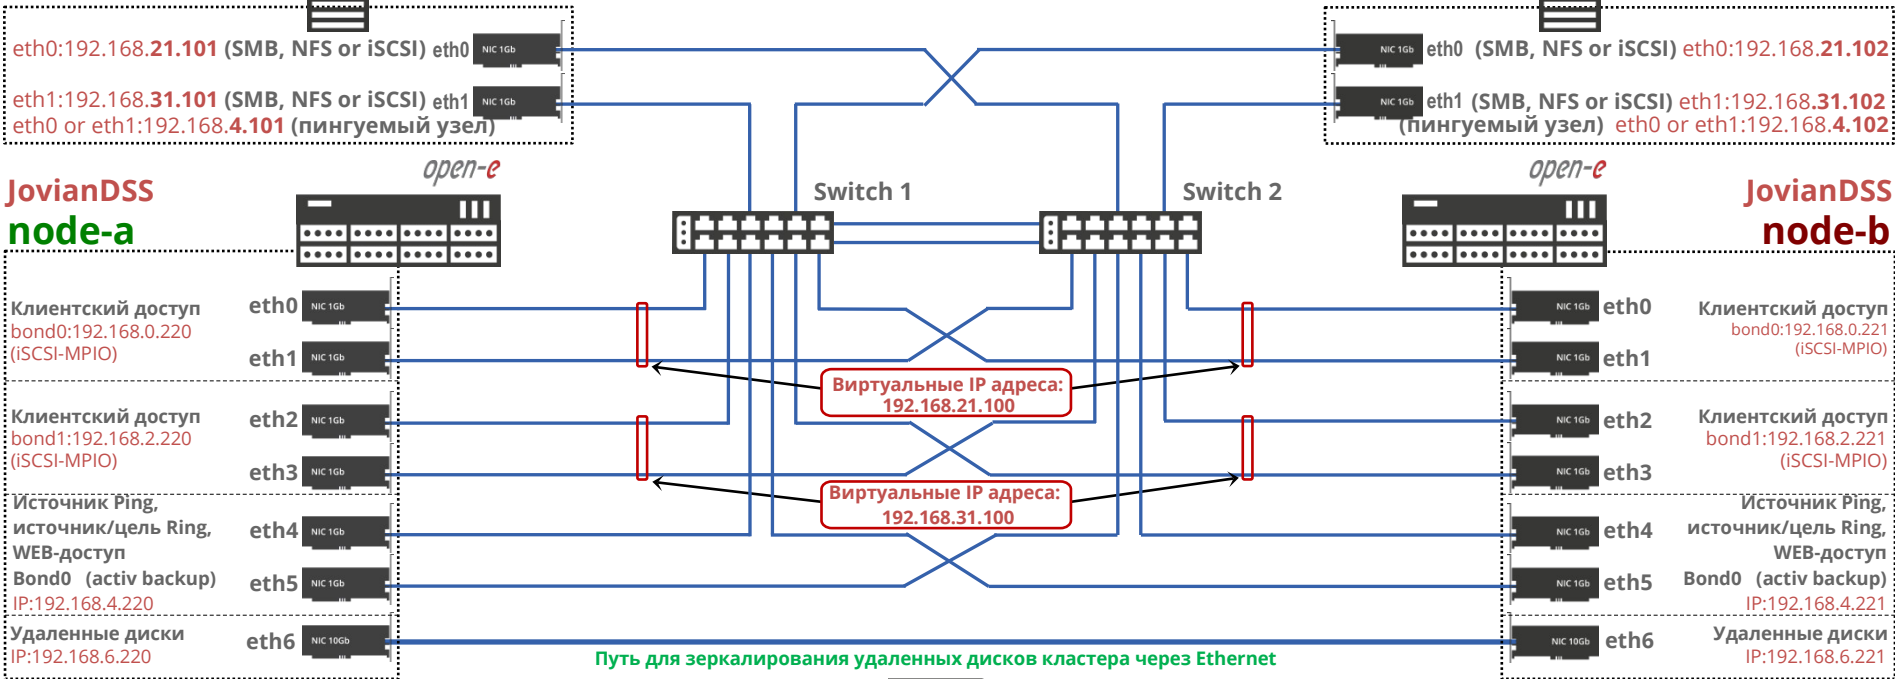 eth0:192.168.21.101 (SMB, NFS or iSCSI) eth0
NIC 1Gb
eth1:192.168.31.101 (SMB, NFS or iSCSI) eth1
NIC 1Gb
eth0 or eth1:192.168.4.101 (пингуемый узел)
NIC 1Gb
eth0 (SMB, NFS or iSCSI) eth0:192.168.21.102
NIC 1Gb
eth1 (SMB, NFS or iSCSI) eth1:192.168.31.102
(пингуемый узел) eth0 or eth1:192.168.4.102
open-e
JovianDSS
node-a
Switch 1
Switch 2
open-e
JovianDSS
node-b
Клиентский доступ
bond0:192.168.0.220
(iSCSI-MPIO)
eth0
NIC 1Gb
eth1
NIC 1Gb
Клиентский доступ
bond1:192.168.2.220
(iSCSI-MPIO)
eth2
NIC 1Gb
eth3
NIC 1Gb
Источник Ping,
источник/цель Ring,
WEB-доступ
Bond0 (activ backup)
IP:192.168.4.220
eth4
NIC 1Gb
eth5
NIC 1Gb
Удаленные диски
IP:192.168.6.220
eth6
NIC 10Gb
Виртуальные IP адреса:
192.168.21.100
Виртуальные IP адреса:
192.168.31.100
Путь для зеркалирования удаленных дисков кластера через Ethernet
NIC 1Gb
eth0
NIC 1Gb
eth1
Клиентский доступ
bond0:192.168.0.221
(iSCSI-MPIO)
NIC 1Gb
eth2
NIC 1Gb
eth3
Клиентский доступ
bond1:192.168.2.221
(iSCSI-MPIO)
NIC 1Gb
eth4
NIC 1Gb
eth5
Источник Ping,
источник/цель Ring,
WEB-доступ
Bond0 (activ backup)
IP:192.168.4.221
NIC 10Gb
eth6
Удаленные диски
IP:192.168.6.221